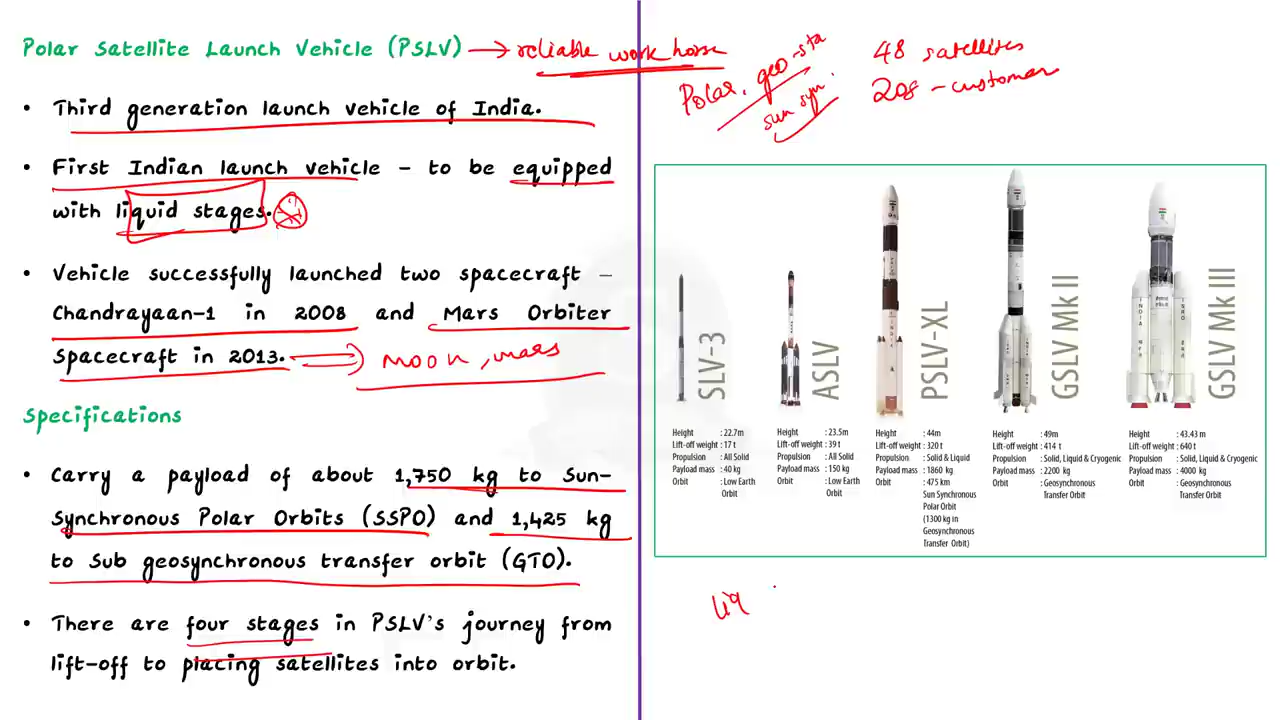 Polar Satellite Launch Vehicle (PSLV) → reliable work horse
• Third generation launch vehicle of India.
• First Indian launch vehicle - to be equipped
with liquid stages.
• Vehicle successfully launched two spacecraft –
Chandrayaan-1 in 2008 and Mars Orbiter
Spacecraft in 2013. → moon, mars
Specifications
• Carry a payload of about 1,750 kg to Sun-
Synchronous Polar Orbits (SSPO) and 1,425 kg
to Sub geosynchronous transfer orbit (GTO).
• There are four stages in PSLV's journey from
lift-off to placing satellites into orbit.
Polar, geo-sta
sun syn.
48 satellites
208 - customer
SLV-3
Height : 22.7m
Lift-off weight : 17 t
Propulsion : All Solid
Payload mass : 40 kg
Orbit : Low Earth
Orbit
ASLV
Height : 23.5m
Lift-off weight : 39 t
Propulsion : All Solid
Payload mass : 150 kg
Orbit : Low Earth
Orbit
PSLV-XL
Height : 44m
Lift-off weight : 320 t
Propulsion : Solid & Liquid
Payload mass : 1860 kg
Orbit : 475 km
Sun Synchronous
Polar Orbit
(1300 kg in
Geosynchronous
Transfer Orbit)
GSLV Mk II
Height : 49m
Lift-off weight : 414 t
Propulsion : Solid, Liquid & Cryogenic
Payload mass : 2200 kg
Orbit : Geosynchronous
Transfer Orbit
GSLV Mk III
Height : 43.43 m
Lift-off weight : 640 t
Propulsion : Solid, Liquid & Cryogenic
Payload mass : 4000 kg
Orbit : Geosynchronous
Transfer Orbit
liq